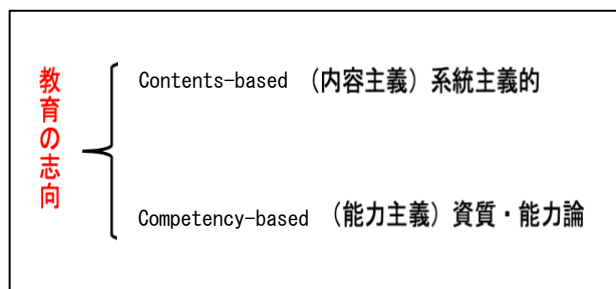 教育の志向
Contents-based （内容主義）系統主義的
Competency-based （能力主義）資質・能力論